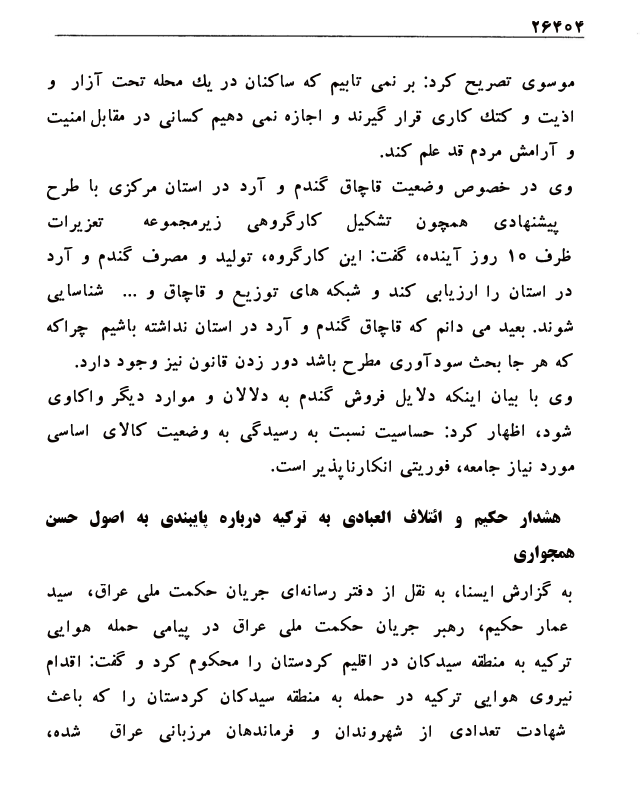 ۲۶۴۰۴
موسوی تصریح کرد: بر نمی تابیم که ساکنان در یك محله تحت آزار و
اذیت و کتك کاری قرار گیرند و اجازه نمی دهیم کسانی در مقابل امنیت
و آرامش مردم قد علم کند.
وی در خصوص وضعیت قاچاق گندم و آرد در استان مرکزی با طرح
پیشنهادی همچون تشکیل کارگروهی زیرمجموعه تعزیرات
ظرف ۱۰ روز آینده، گفت: این کارگروه، تولید و مصرف گندم و آرد
در استان را ارزیابی کند و شبکه های توزیع و قاچاق و ... شناسایی
شوند. بعید می دانم که قاچاق گندم و آرد در استان نداشته باشیم چراکه
که هر جا بحث سودآوری مطرح باشد دور زدن قانون نیز وجود دارد.
وی با بیان اینکه دلایل فروش گندم به دلالان و موارد دیگر واکاوی
شود، اظهار کرد: حساسیت نسبت به رسیدگی به وضعیت کالای اساسی
مورد نیاز جامعه، فوریتی انکارناپذیر است.
هشدار حکیم و ائتلاف العبادی به ترکیه درباره پایبندی به اصول حسن
همجواری
به گزارش ایسنا، به نقل از دفتر رسانه‌ای جریان حکمت ملی عراق، سید
عمار حکیم، رهبر جریان حکمت ملی عراق در پیامی حمله هوایی
ترکیه به منطقه سیدکان در اقلیم کردستان را محکوم کرد و گفت: اقدام
نیروی هوایی ترکیه در حمله به منطقه سیدکان کردستان را که باعث
شهادت تعدادی از شهروندان و فرماندهان مرزبانی عراق شده،